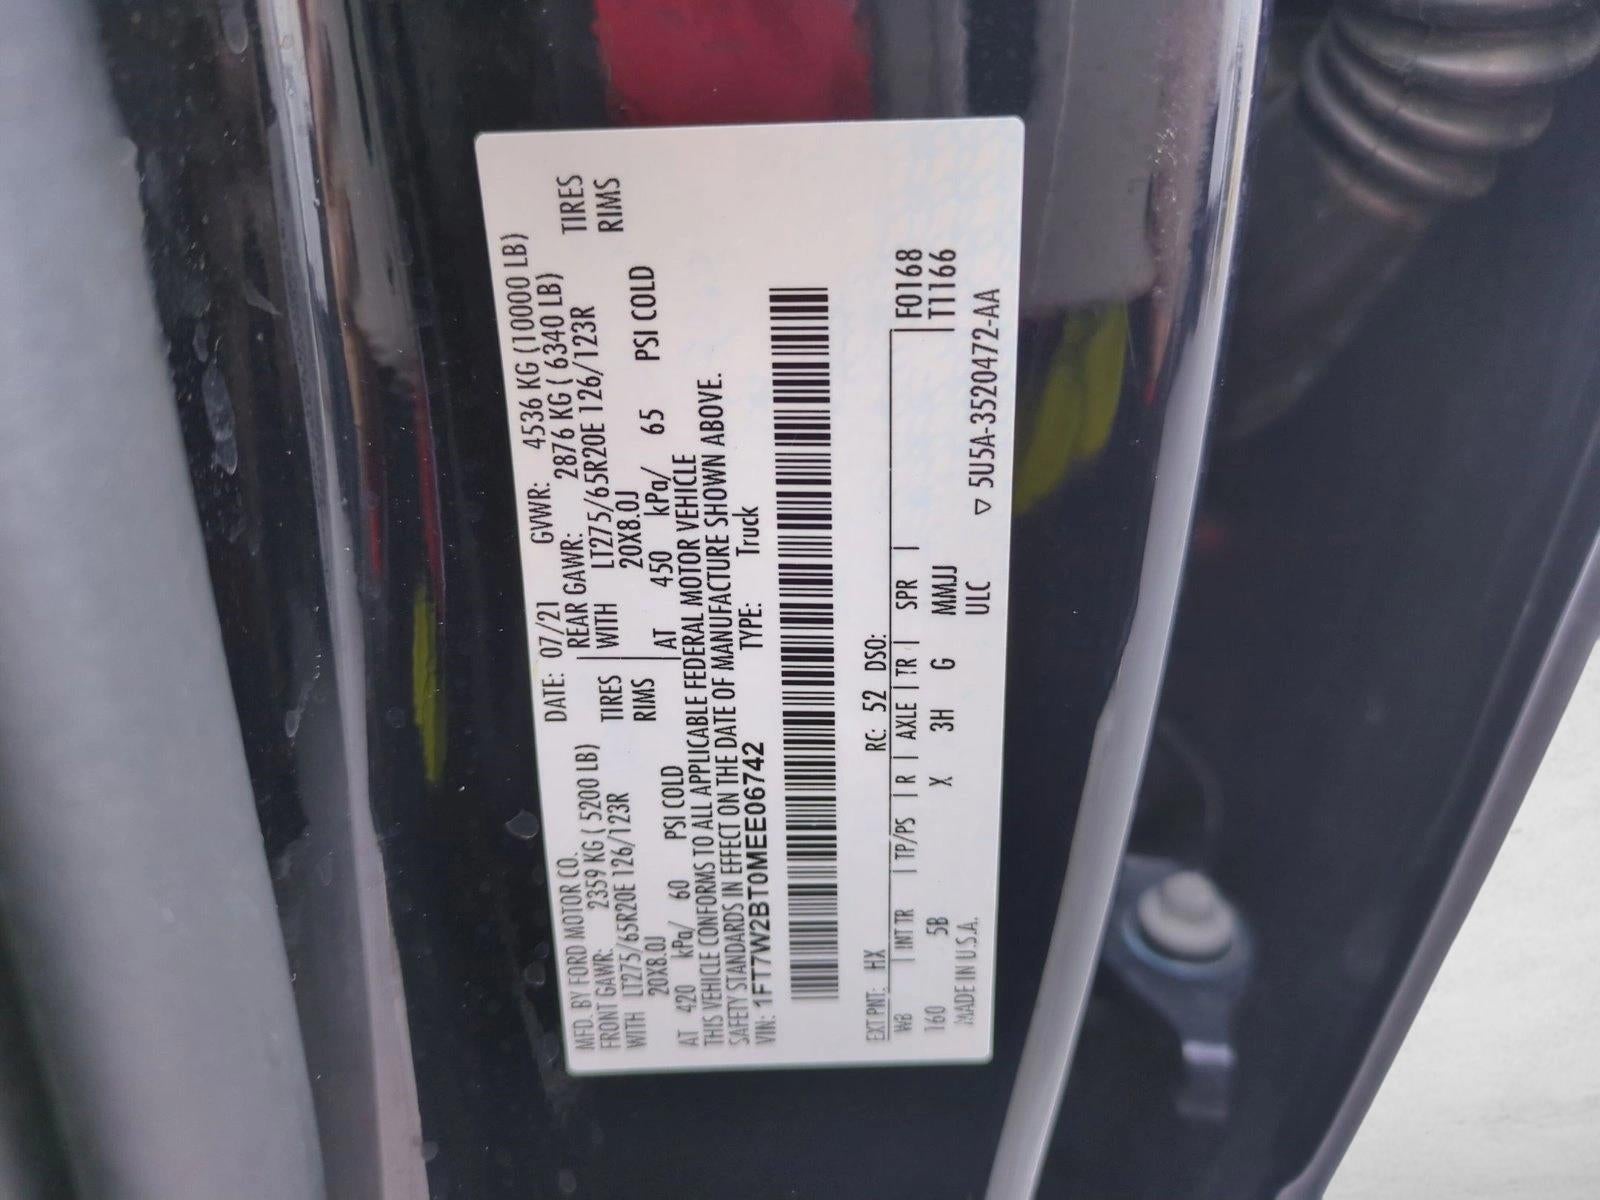 MFD. BY FORD MOTOR CO.
DATE: 07/21 GVWR: 4536 KG (10000 LB)
FRONT GAWR: 2359 KG ( 5200 LB) REAR GAWR: 2876 KG ( 6340 LB)
WITH LT275/65R20E 126/123R TIRES WITH LT275/65R20E 126/123R TIRES
20X8.0J RIMS 20X8.0J RIMS
AT 420 kPa/ 60 PSI COLD AT 450 kPa/ 65 PSI COLD
THIS VEHICLE CONFORMS TO ALL APPLICABLE FEDERAL MOTOR VEHICLE
SAFETY STANDARDS IN EFFECT ON THE DATE OF MANUFACTURE SHOWN ABOVE.
VIN: 1FT7W2BT0MEE06742 TYPE: Truck
EXT PNT: HX RC: 52 DSO:
WB | INT TR | TP/PS | R | AXLE | TR | SPR | F0168
160 5B X 3H G MMJJ T1166
MADE IN U.S.A. ULC ▽ 5U5A-3520472-AA